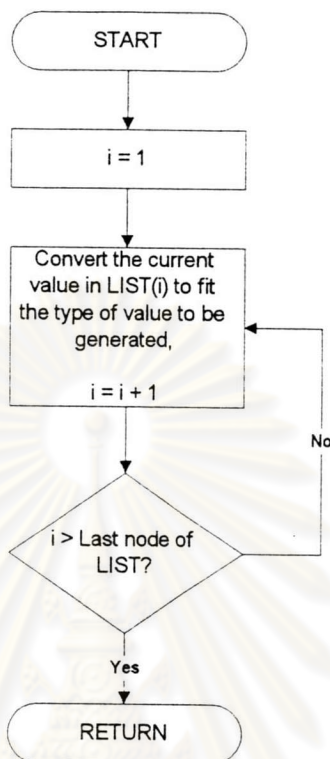 START
i = 1
Convert the current
value in LIST(i) to fit
the type of value to be
generated,
i = i + 1
No
i > Last node of
LIST?
Yes
RETURN